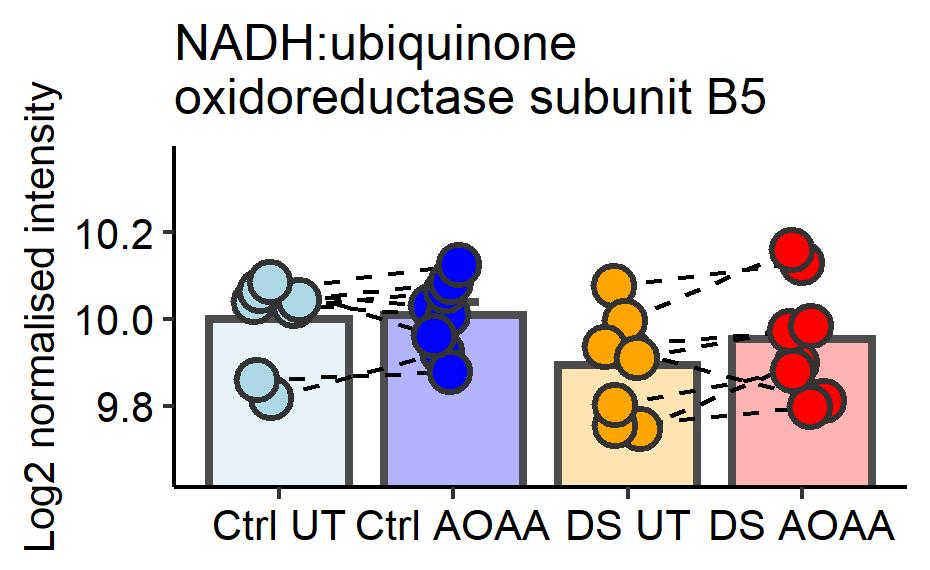 NADH:ubiquinone
oxidoreductase subunit B5
Log2 normalised intensity
10.2
10.0
9.8
Ctrl UT Ctrl AOAA DS UT DS AOAA